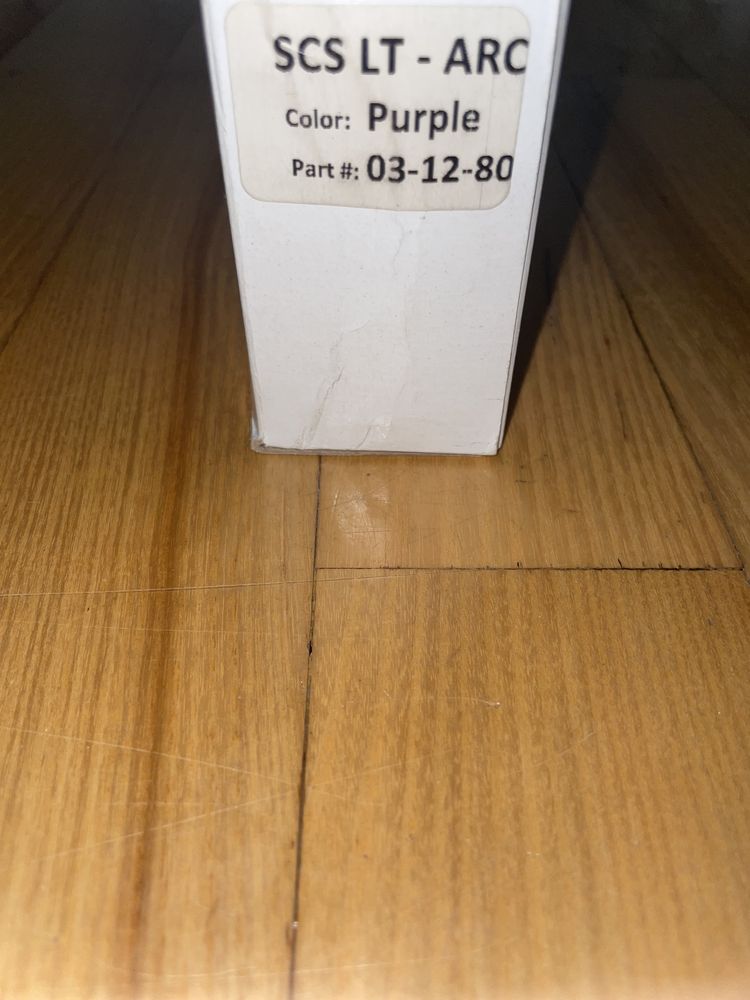 SCS LT - ARC
Color: Purple
Part #: 03-12-80